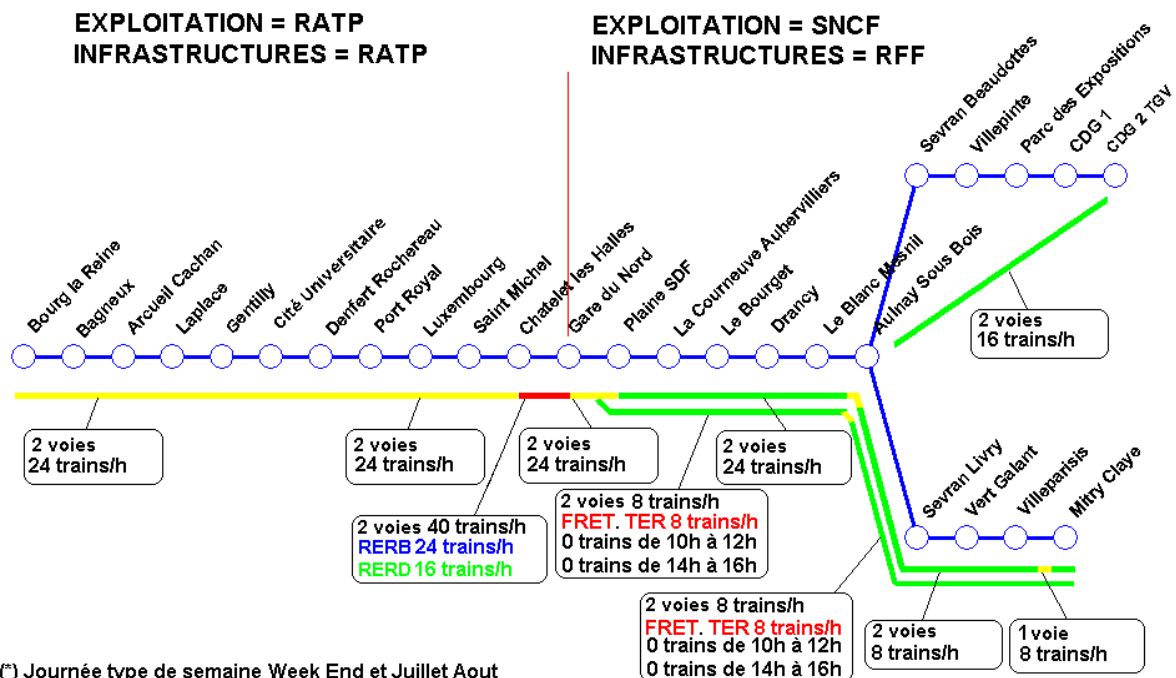 EXPLOITATION = RATP
INFRASTRUCTURES = RATP
EXPLOITATION = SNCF
INFRASTRUCTURES = RFF
Sevran Beaudottes
Villepinte
Parc des Expositions
CDG 1
CDG 2 TGV
Bourg la Reine
Bagneux
Arcueil Cachan
Laplace
Gentilly
Cité Universitaire
Denfert Rochereau
Port Royal
Luxembourg
Saint Michel
Chatelet les Halles
Gare du Nord
Plaine SDF
La Courneuve Aubervilliers
Le Bourget
Drancy
Le Blanc Mesnil
Aulnay Sous Bois
2 voies
16 trains/h
2 voies
24 trains/h
2 voies
24 trains/h
2 voies
24 trains/h
2 voies
24 trains/h
2 voies 40 trains/h
RERB 24 trains/h
RERD 16 trains/h
2 voies 8 trains/h
FRET. TER 8 trains/h
0 trains de 10h à 12h
0 trains de 14h à 16h
Sevran Livry
Vert Galant
Villeparisis
Mitry Claye
2 voies 8 trains/h
FRET. TER 8 trains/h
0 trains de 10h à 12h
0 trains de 14h à 16h
2 voies
8 trains/h
1 voie
8 trains/h
(*) Journée type de semaine Week End et Juillet Aout